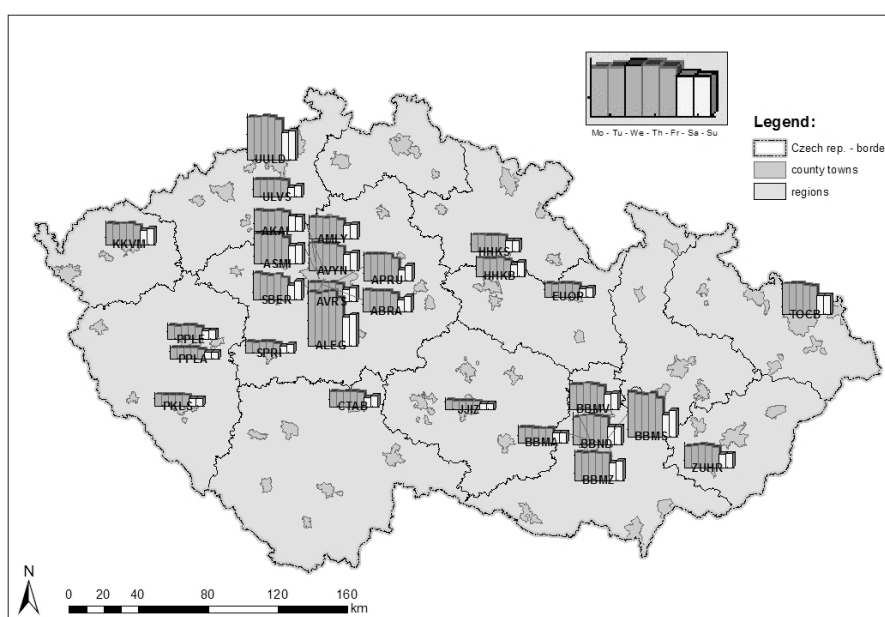 Mo - Tu - We - Th - Fr - Sa - Su
Legend:
Czech rep. - borde
county towns
regions
UULD
ULVS
KKVM
AKAL
AMLY
ASMI
AVYN
APRU
HHKS
HHKB
SBER
AVRS
ABRA
EUOR
TOCB
PPLE
ALEG
PPLA
SPRI
PKLS
CTAB
JJIZ
BBMV
BBMA
BBND
BBMS
BBMZ
ZUHR
N
0 20 40 80 120 160
km